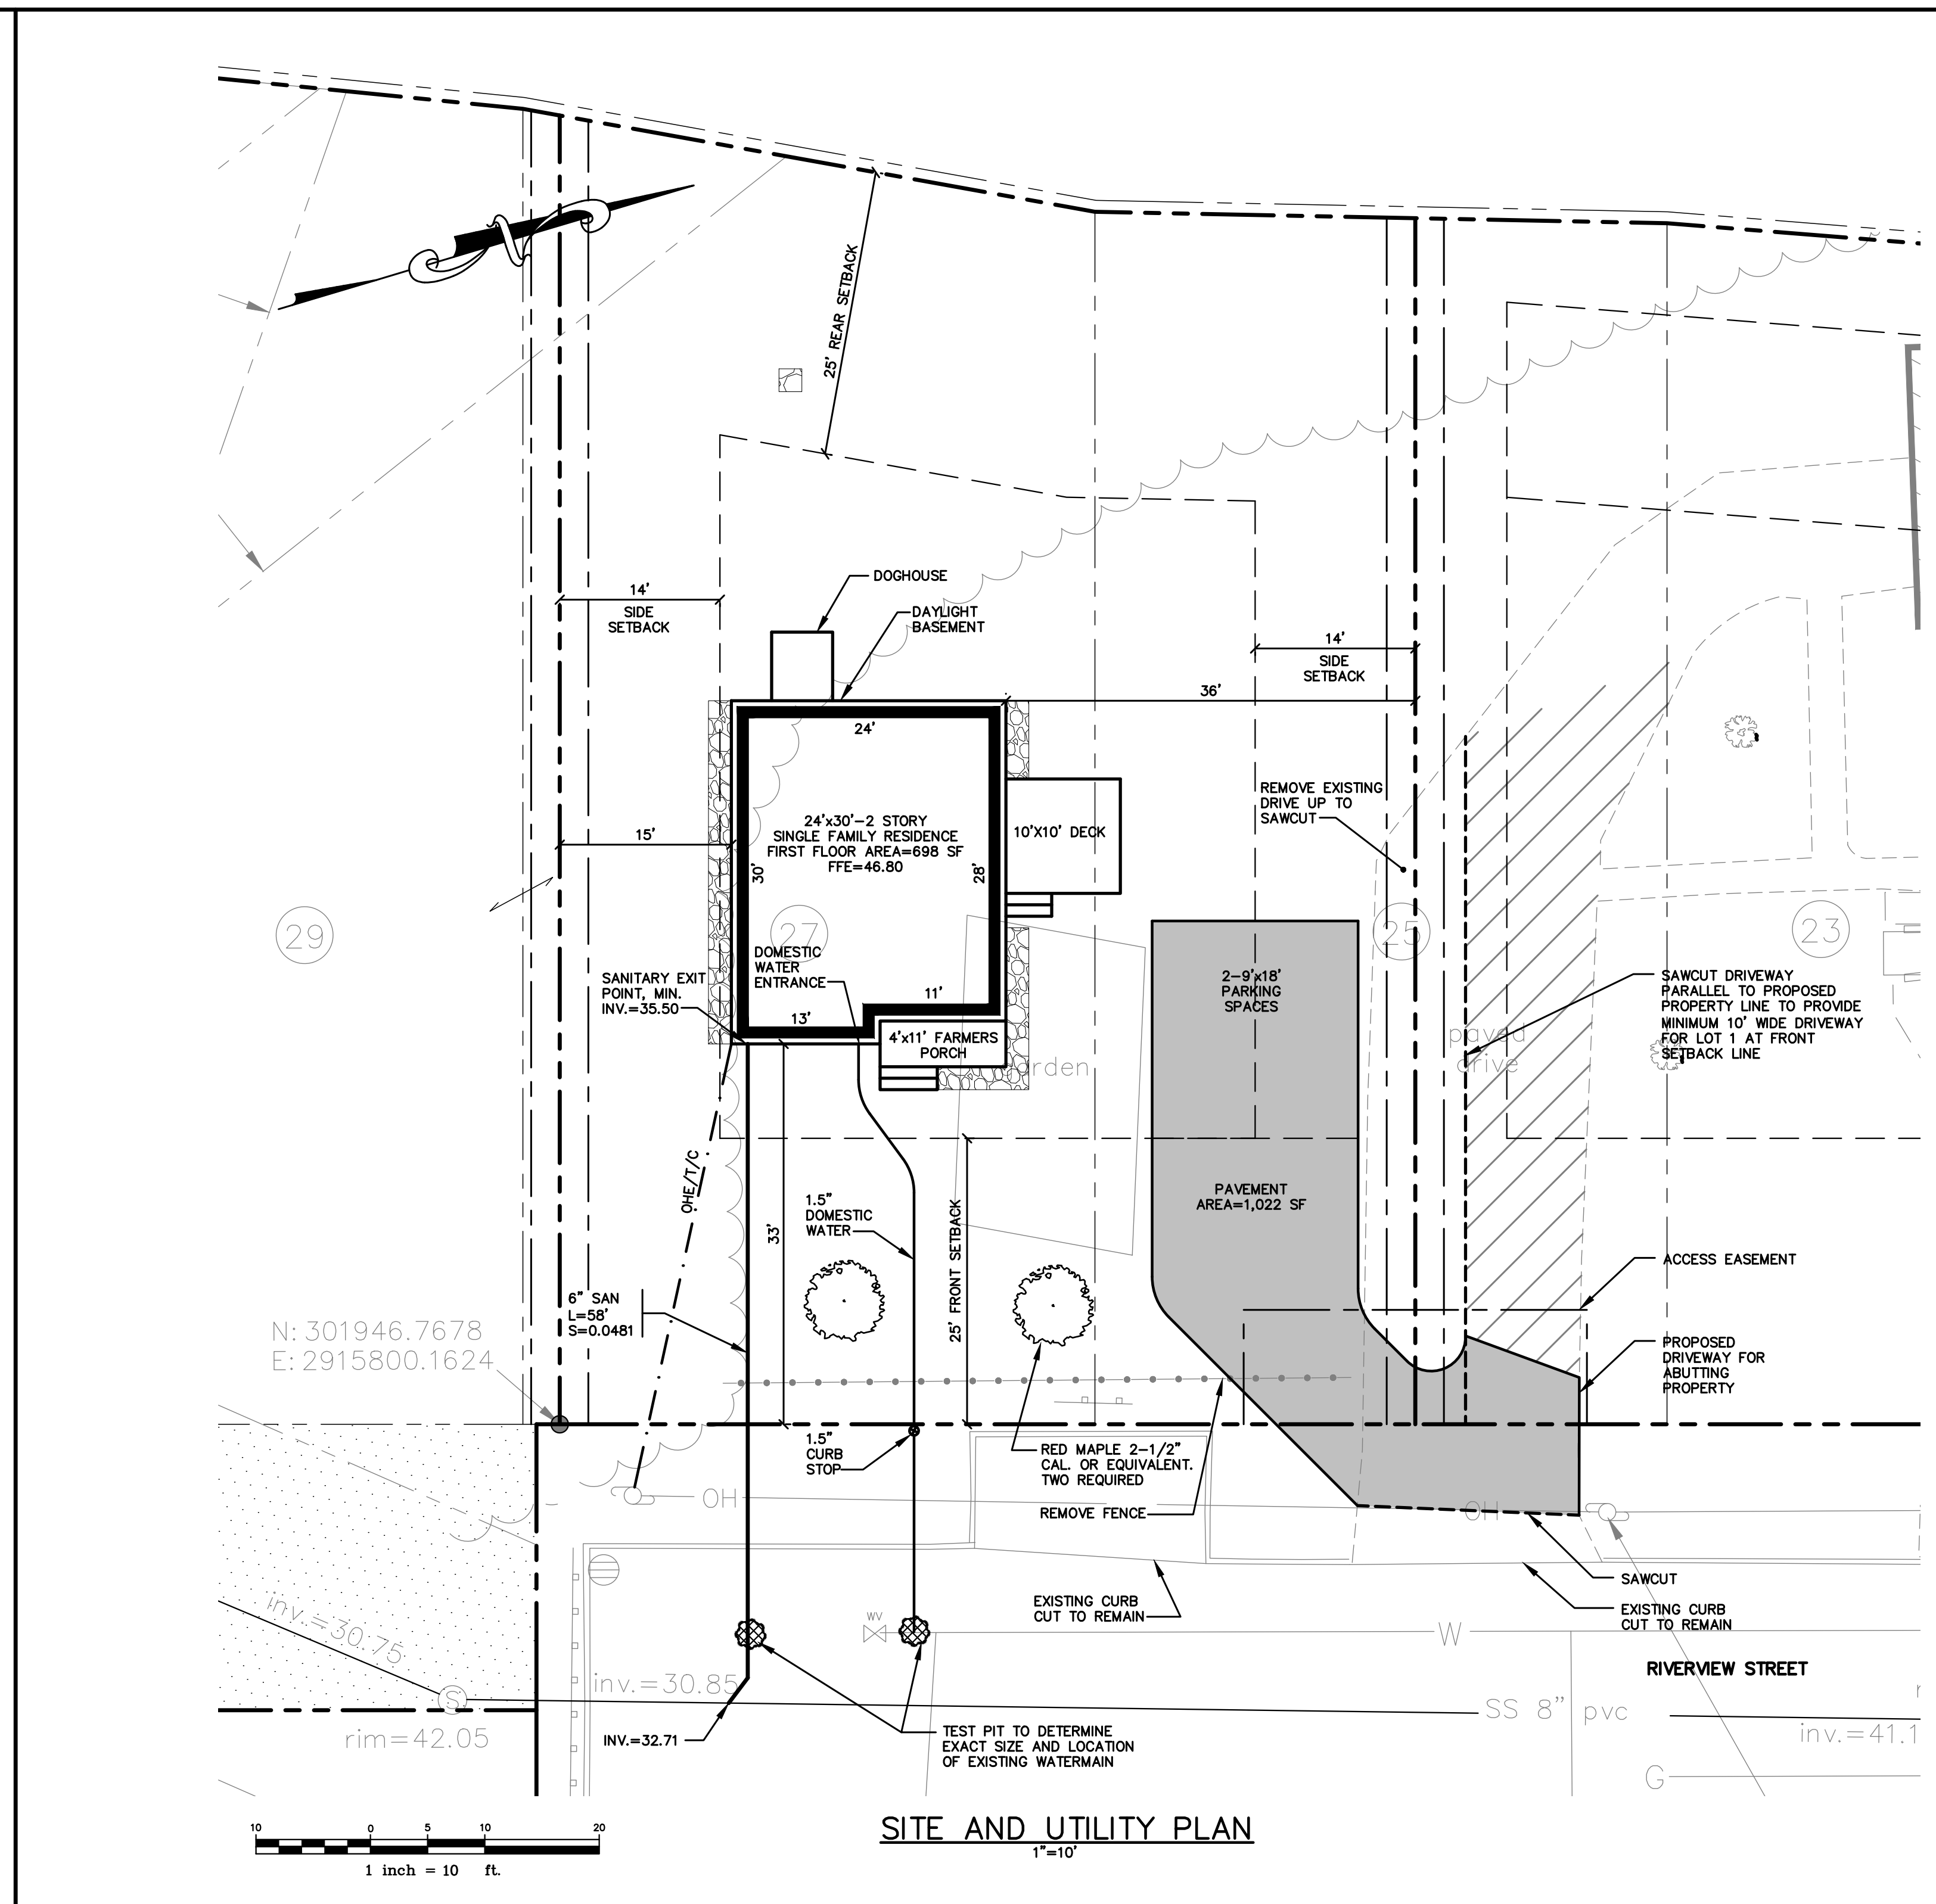 N
25' REAR SETBACK
DOGHOUSE
DAYLIGHT
BASEMENT
14'
SIDE
SETBACK
14'
SIDE
SETBACK
36'
24'
REMOVE EXISTING
DRIVE UP TO
SAWCUT
24'x30'-2 STORY
SINGLE FAMILY RESIDENCE
FIRST FLOOR AREA=698 SF
FFE=46.80
10'X10' DECK
15'
30'
28'
29
27
25
23
DOMESTIC
WATER
ENTRANCE
SANITARY EXIT
POINT, MIN.
INV.=35.50
2-9'x18'
PARKING
SPACES
SAWCUT DRIVEWAY
PARALLEL TO PROPOSED
PROPERTY LINE TO PROVIDE
MINIMUM 10' WIDE DRIVEWAY
FOR LOT 1 AT FRONT
SETBACK LINE
paved
drive
11'
13'
4'x11' FARMERS
PORCH
OHE/T/C
33'
1.5"
DOMESTIC
WATER
25' FRONT SETBACK
PAVEMENT
AREA=1,022 SF
ACCESS EASEMENT
6" SAN
L=58'
S=0.0481
N: 301946.7678
E: 2915800.1624
PROPOSED
DRIVEWAY FOR
ABUTTING
PROPERTY
1.5"
CURB
STOP
RED MAPLE 2-1/2"
CAL. OR EQUIVALENT.
TWO REQUIRED
REMOVE FENCE
OH
OH
SAWCUT
EXISTING CURB
CUT TO REMAIN
EXISTING CURB
CUT TO REMAIN
WV
W
inv.=30.75
inv.=30.85
RIVERVIEW STREET
S
SS 8" pvc
rim=42.05
INV.=32.71
TEST PIT TO DETERMINE
EXACT SIZE AND LOCATION
OF EXISTING WATERMAIN
inv.=41.1
G
SITE AND UTILITY PLAN
1"=10'
10 0 5 10 20
1 inch = 10 ft.